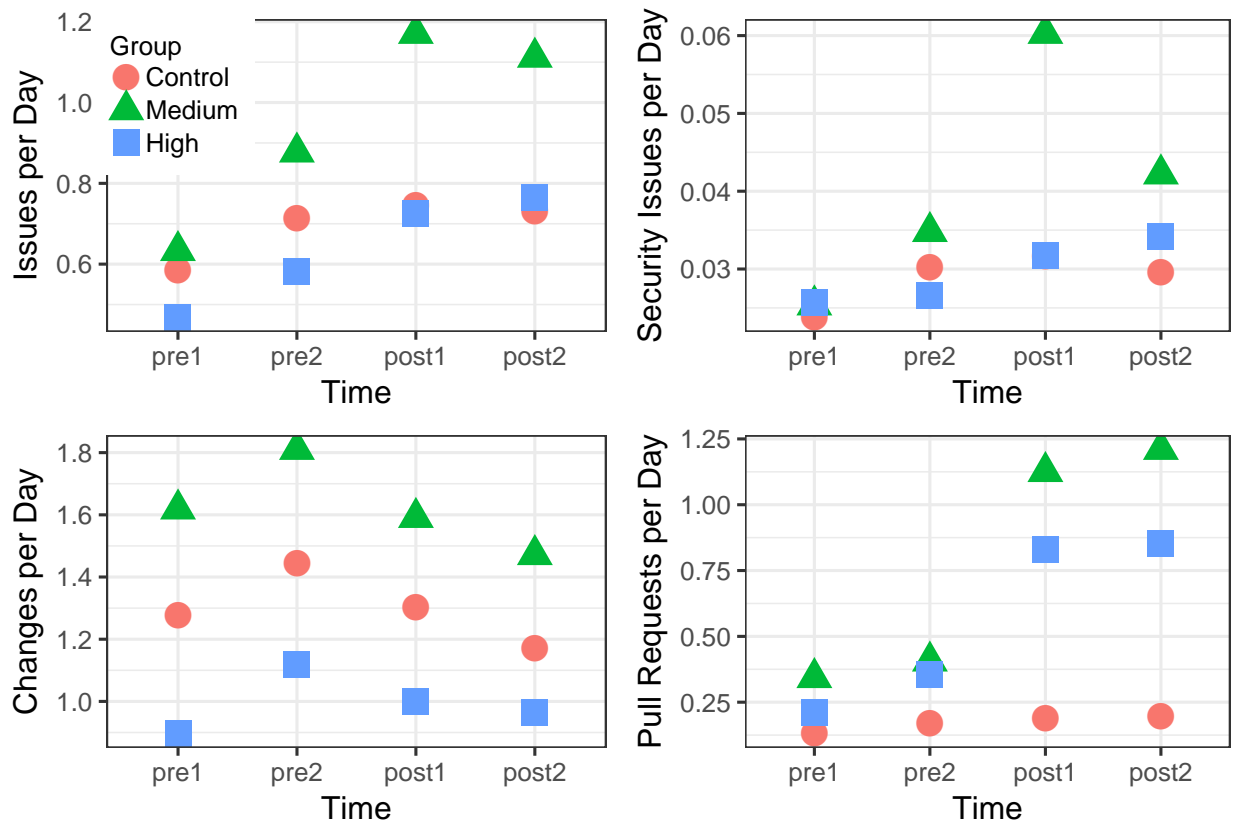 Issues per Day
1.2
1.0
0.8
0.6
Group
Control
Medium
High
pre1 pre2 post1 post2
Time
Security Issues per Day
0.06
0.05
0.04
0.03
pre1 pre2 post1 post2
Time
Changes per Day
1.8
1.6
1.4
1.2
1.0
pre1 pre2 post1 post2
Time
Pull Requests per Day
1.25
1.00
0.75
0.50
0.25
pre1 pre2 post1 post2
Time